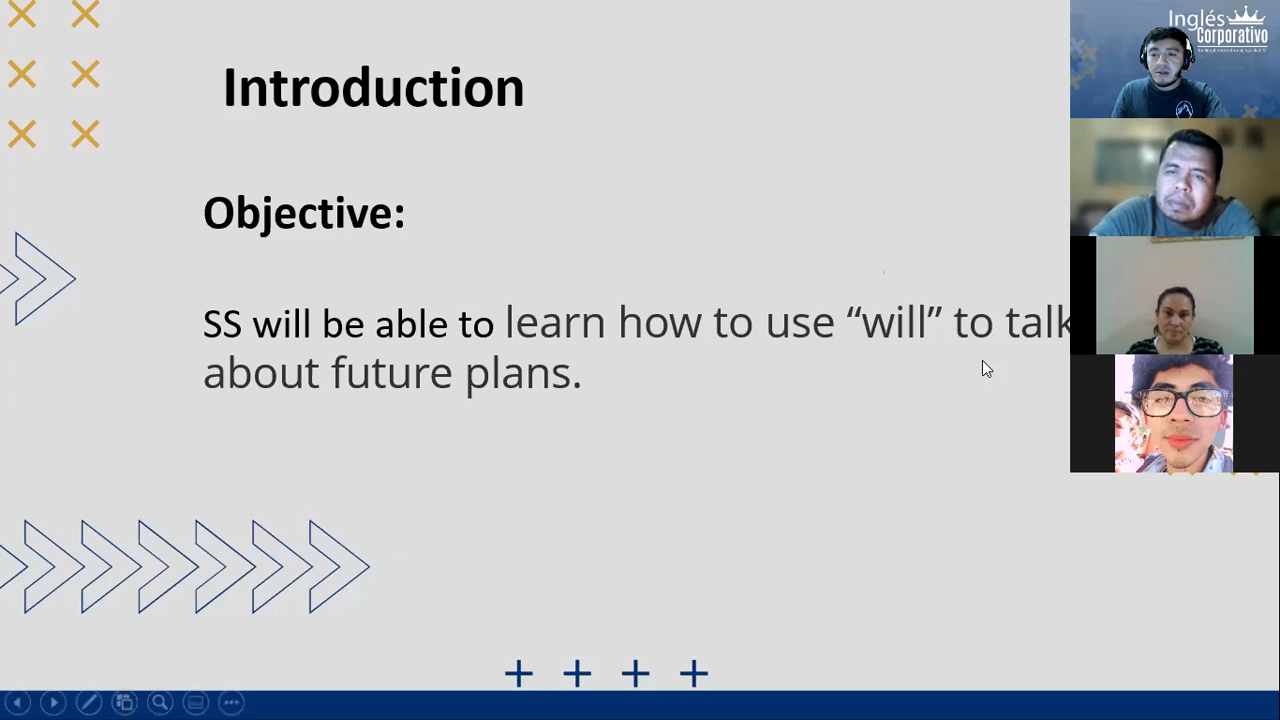 Introduction
Inglés
Corporativo
Objective:
SS will be able to learn how to use “will” to talk
about future plans.